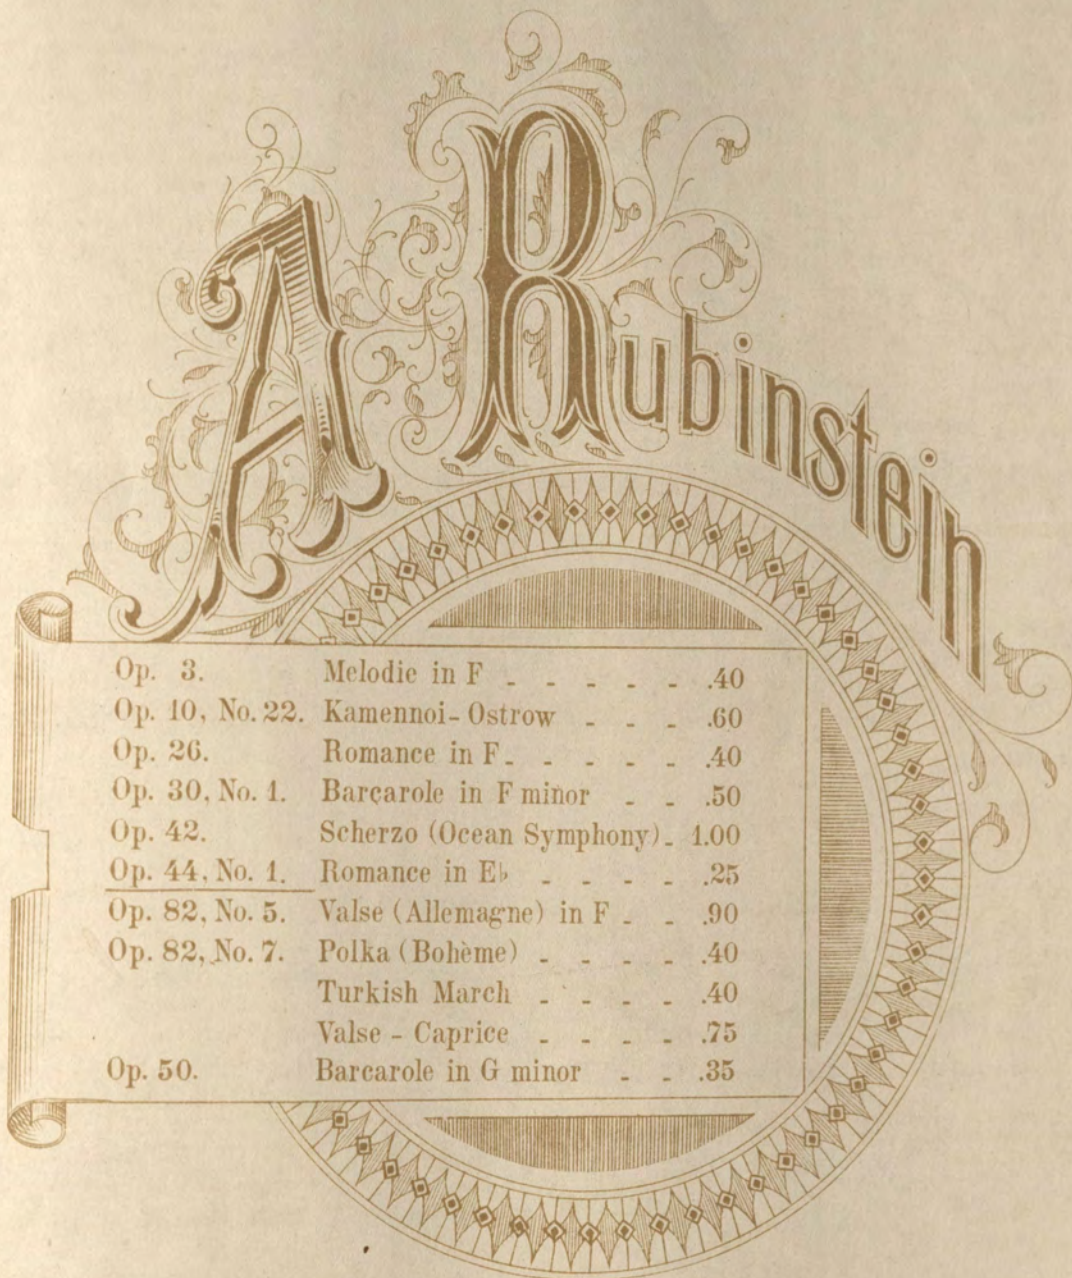 A Rubinstein
Op. 3. Melodie in F - - - - - .40
Op. 10, No. 22. Kamennoi-Ostrow - - - .60
Op. 26. Romance in F - - - - - .40
Op. 30, No. 1. Barcarole in F minor - - .50
Op. 42. Scherzo (Ocean Symphony) - 1.00
Op. 44, No. 1. Romance in E♭ - - - - .25
Op. 82, No. 5. Valse (Allemagne) in F - - .90
Op. 82, No. 7. Polka (Bohème) - - - - .40
Turkish March - - - - .40
Valse - Caprice - - - - .75
Op. 50. Barcarole in G minor - - .35